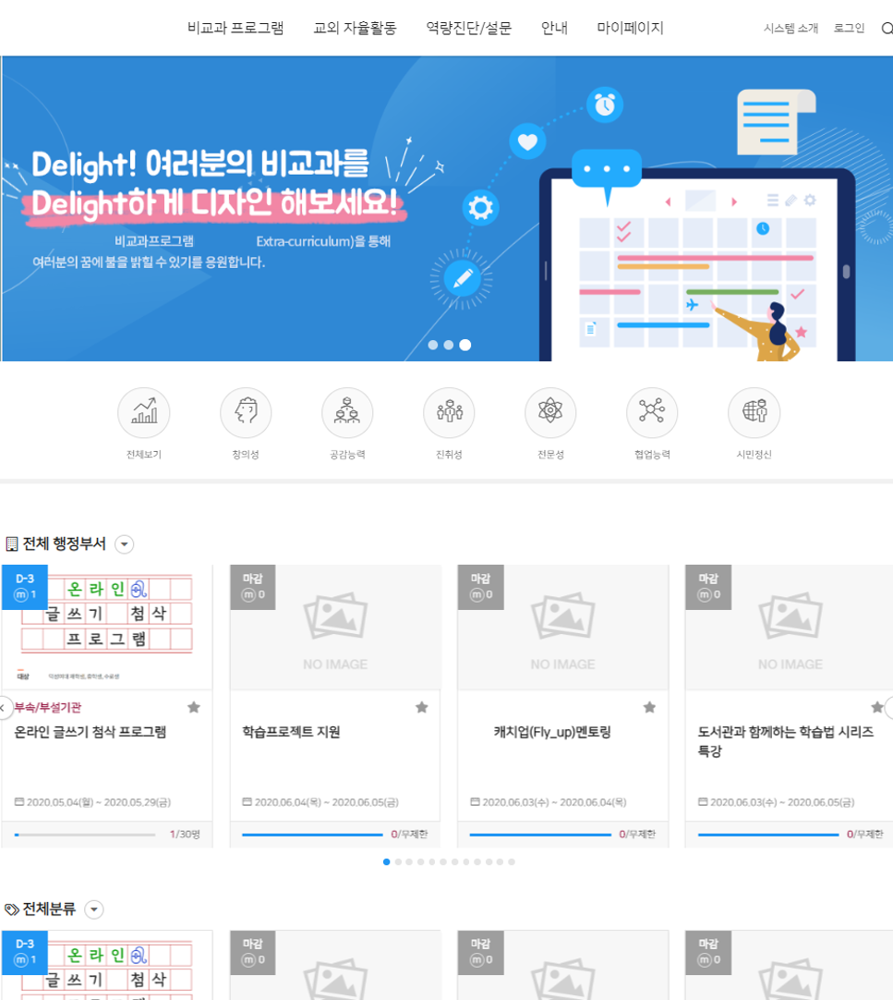 비교과 프로그램 교외 자율활동 역량진단/설문 안내 마이페이지 시스템 소개 로그인
Delight! 여러분의 비교과를
Delight하게 디자인 해보세요!
비교과프로그램 Extra-curriculum)을 통해
여러분의 꿈에 불을 밝힐 수 있기를 응원합니다.
전체보기 창의성 공감능력 진취성 전문성 협업능력 시민정신
전체 행정부서
D-3
m 1
온라인
글쓰기 첨삭
프로그램
대상
부속/부설기관
온라인 글쓰기 첨삭 프로그램
2020.05.04(월) ~ 2020.05.29(금)
1/30명
마감
m 0
NO IMAGE
학습프로젝트 지원
2020.06.04(목) ~ 2020.06.05(금)
0/무제한
마감
m 0
NO IMAGE
캐치업(Fly_up)멘토링
2020.06.03(수) ~ 2020.06.04(목)
0/무제한
마감
m 0
NO IMAGE
도서관과 함께하는 학습법 시리즈
특강
2020.06.03(수) ~ 2020.06.05(금)
0/무제한
전체분류
D-3
m 1
온라인
글쓰기 첨삭
마감
m 0
마감
m 0
마감
m 0